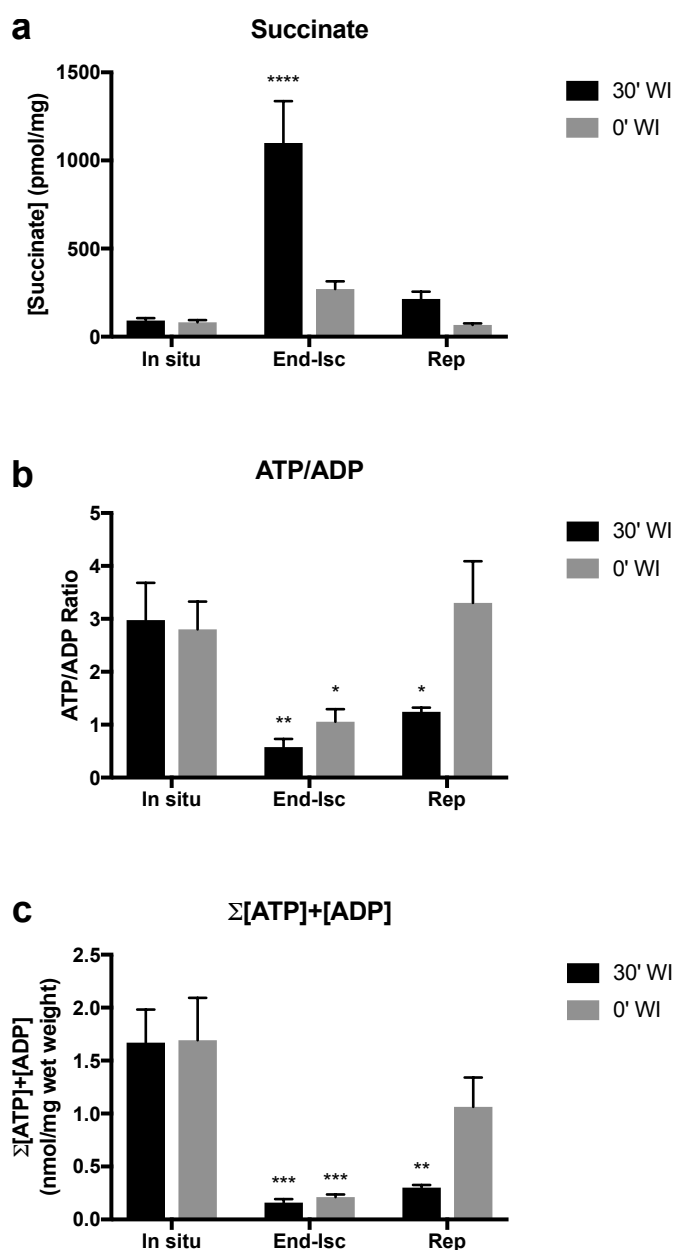 a
Succinate
[Succinate] (pmol/mg)
1500
1000
500
0
****
In situ
End-Isc
Rep
30' WI
0' WI
b
ATP/ADP
ATP/ADP Ratio
5
4
3
2
1
0
**
*
*
In situ
End-Isc
Rep
30' WI
0' WI
c
Σ[ATP]+[ADP]
Σ[ATP]+[ADP]
(nmol/mg wet weight)
2.5
2.0
1.5
1.0
0.5
0.0
***
***
**
In situ
End-Isc
Rep
30' WI
0' WI